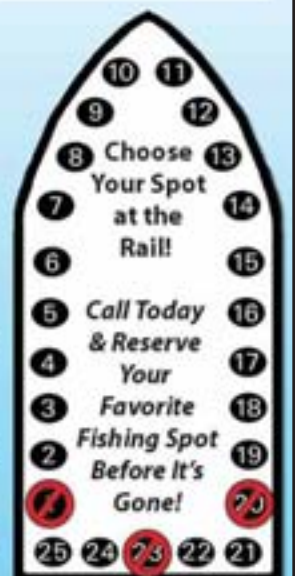 10 11
9 12
8 Choose 13
Your Spot
7 at the 14
Rail!
6 15
5 Call Today 16
& Reserve
4 Your 17
3 Favorite 18
2 Fishing Spot 19
Before It's
Gone! 20
25 24 23 22 21